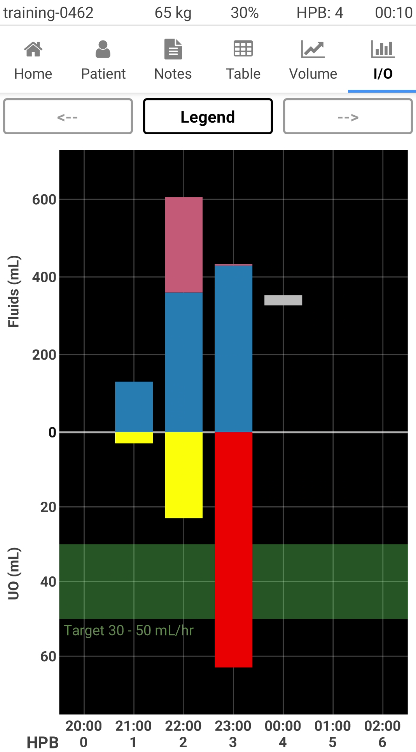 training-0462 65 kg 30% HPB: 4 00:10
Home Patient Notes Table Volume I/O
<-- Legend -->
Fluids (mL)
600
400
200
0
UO (mL)
20
40
60
Target 30 - 50 mL/hr
20:00 21:00 22:00 23:00 00:00 01:00 02:00
HPB 0 1 2 3 4 5 6